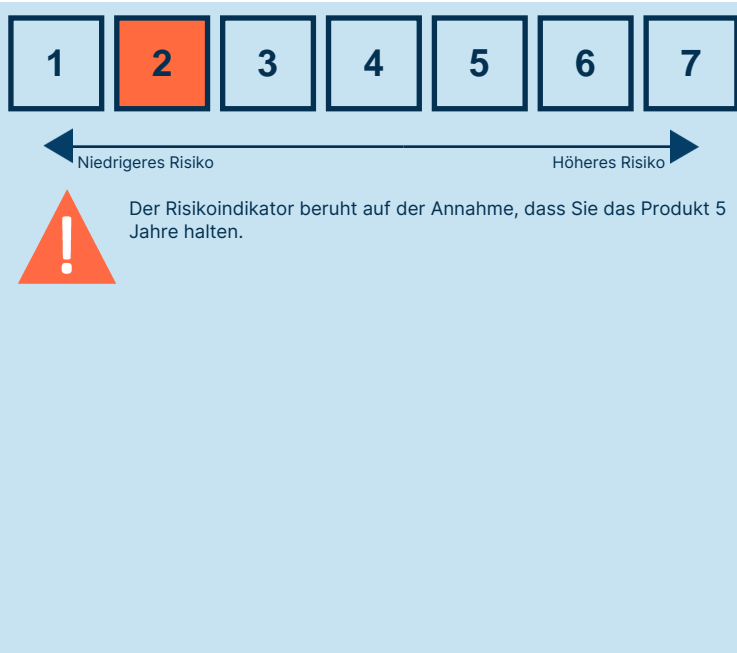 1 2 3 4 5 6 7
Niedrigeres Risiko Höheres Risiko
Der Risikoindikator beruht auf der Annahme, dass Sie das Produkt 5
Jahre halten.